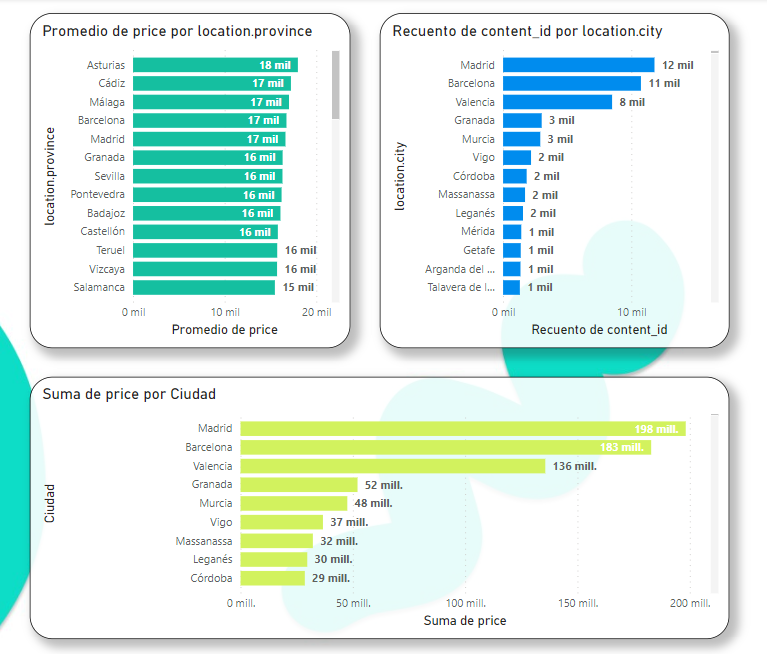 Promedio de price por location.province
location.province
Asturias 18 mil
Cádiz 17 mil
Málaga 17 mil
Barcelona 17 mil
Madrid 17 mil
Granada 16 mil
Sevilla 16 mil
Pontevedra 16 mil
Badajoz 16 mil
Castellón 16 mil
Teruel 16 mil
Vizcaya 16 mil
Salamanca 15 mil
0 mil 10 mil 20 mil
Promedio de price
Recuento de content_id por location.city
location.city
Madrid 12 mil
Barcelona 11 mil
Valencia 8 mil
Granada 3 mil
Murcia 3 mil
Vigo 2 mil
Córdoba 2 mil
Massanassa 2 mil
Leganés 2 mil
Mérida 1 mil
Getafe 1 mil
Arganda del ... 1 mil
Talavera de l... 1 mil
0 mil 10 mil
Recuento de content_id
Suma de price por Ciudad
Ciudad
Madrid 198 mill.
Barcelona 183 mill.
Valencia 136 mill.
Granada 52 mill.
Murcia 48 mill.
Vigo 37 mill.
Massanassa 32 mill.
Leganés 30 mill.
Córdoba 29 mill.
0 mill. 50 mill. 100 mill. 150 mill. 200 mill.
Suma de price